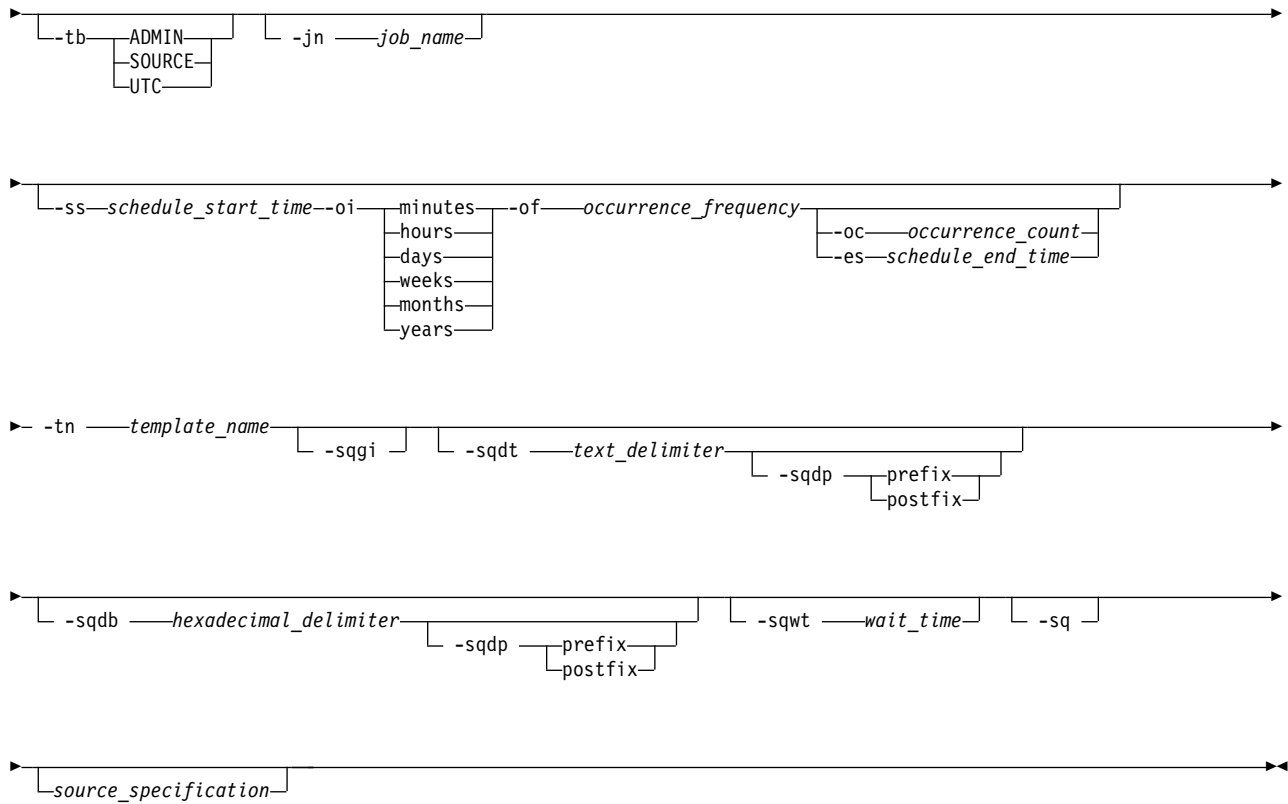 -tb ADMIN -jn job_name
SOURCE
UTC
-ss schedule_start_time -oi minutes -of occurrence_frequency
hours -oc occurrence_count
days -es schedule_end_time
weeks
months
years
-tn template_name
-sqgi -sqdt text_delimiter
-sqdp prefix
postfix
-sqdb hexadecimal_delimiter -sqwt wait_time -sq
-sqdp prefix
postfix
source_specification